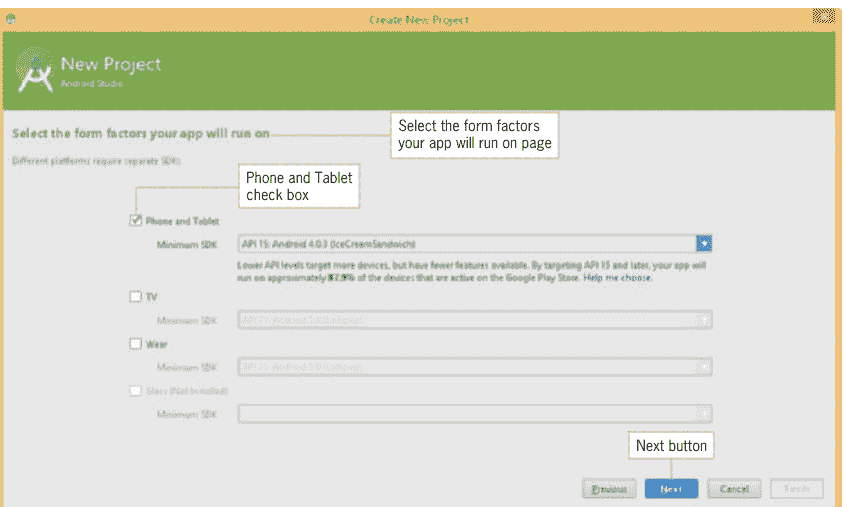 Create New Project
New Project
Android Studio
Select the form factors your app will run on
Select the form factors
your app will run on page
Different platforms require separate SDKs
Phone and Tablet
check box
Phone and Tablet
Minimum SDK
API 15: Android 4.0.3 (IceCreamSandwich)
Lower API levels target more devices, but have fewer features available. By targeting API 15 and later, your app will
run on approximately 87.9% of the devices that are active on the Google Play Store. Help me choose.
TV
Minimum SDK
Wear
Minimum SDK
Glass (Not Installed)
Minimum SDK
Next button
Previous
Next
Cancel
Finish